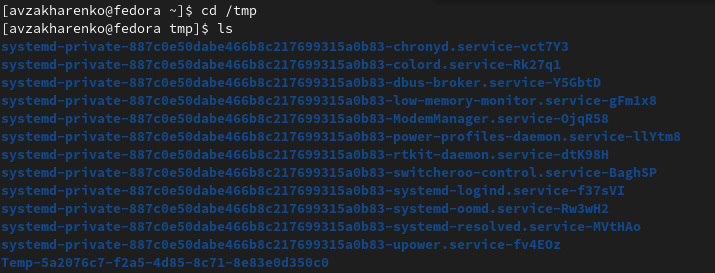 [avzakharenko@fedora ~]$ cd /tmp
[avzakharenko@fedora tmp]$ ls
systemd-private-887c0e50dabe466b8c217699315a0b83-chronyd.service-vct7Y3
systemd-private-887c0e50dabe466b8c217699315a0b83-colord.service-Rk27q1
systemd-private-887c0e50dabe466b8c217699315a0b83-dbus-broker.service-Y5GbtD
systemd-private-887c0e50dabe466b8c217699315a0b83-low-memory-monitor.service-gFm1x8
systemd-private-887c0e50dabe466b8c217699315a0b83-ModemManager.service-OjqR58
systemd-private-887c0e50dabe466b8c217699315a0b83-power-profiles-daemon.service-llYtm8
systemd-private-887c0e50dabe466b8c217699315a0b83-rtkit-daemon.service-dtK98H
systemd-private-887c0e50dabe466b8c217699315a0b83-switcheroo-control.service-BaghSP
systemd-private-887c0e50dabe466b8c217699315a0b83-systemd-logind.service-f37sVI
systemd-private-887c0e50dabe466b8c217699315a0b83-systemd-oomd.service-Rw3wH2
systemd-private-887c0e50dabe466b8c217699315a0b83-systemd-resolved.service-MVtHAo
systemd-private-887c0e50dabe466b8c217699315a0b83-upower.service-fv4EOz
Temp-5a2076c7-f2a5-4d85-8c71-8e83e0d350c0